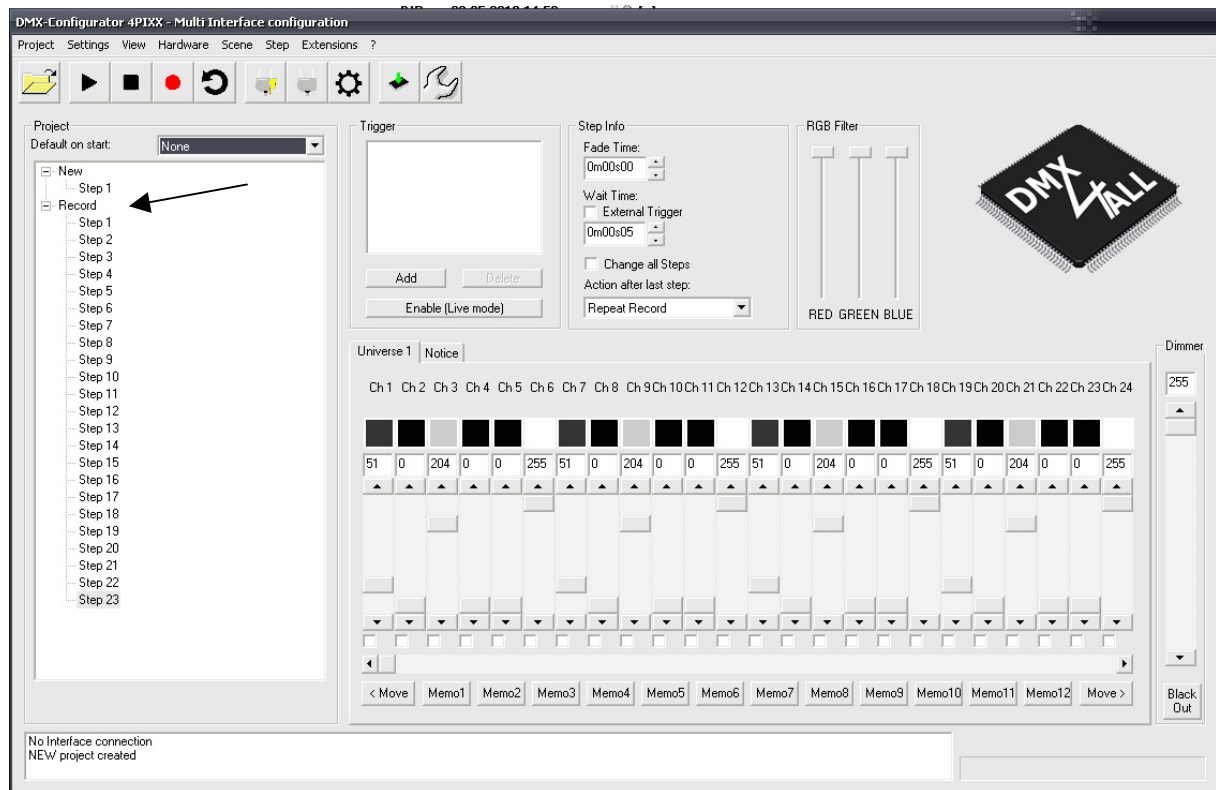 DMX-Configurator 4PIXX - Multi Interface configuration
Project Settings View Hardware Scene Step Extensions ?
Project
Default on start: None
New
Step 1
Record
Step 1
Step 2
Step 3
Step 4
Step 5
Step 6
Step 7
Step 8
Step 9
Step 10
Step 11
Step 12
Step 13
Step 14
Step 15
Step 16
Step 17
Step 18
Step 19
Step 20
Step 21
Step 22
Step 23
Trigger
Add Delete
Enable (Live mode)
Step Info
Fade Time:
0m00s00
Wait Time:
External Trigger
0m00s05
Change all Steps
Action after last step:
Repeat Record
RGB Filter
RED GREEN BLUE
DMX
4ALL
Universe 1 Notice
Ch 1 Ch 2 Ch 3 Ch 4 Ch 5 Ch 6 Ch 7 Ch 8 Ch 9 Ch 10 Ch 11 Ch 12 Ch 13 Ch 14 Ch 15 Ch 16 Ch 17 Ch 18 Ch 19 Ch 20 Ch 21 Ch 22 Ch 23 Ch 24
51 0 204 0 0 255 51 0 204 0 0 255 51 0 204 0 0 255 51 0 204 0 0 255
< Move Memo1 Memo2 Memo3 Memo4 Memo5 Memo6 Memo7 Memo8 Memo9 Memo10 Memo11 Memo12 Move >
Dimmer
255
Black
Out
No Interface connection
NEW project created